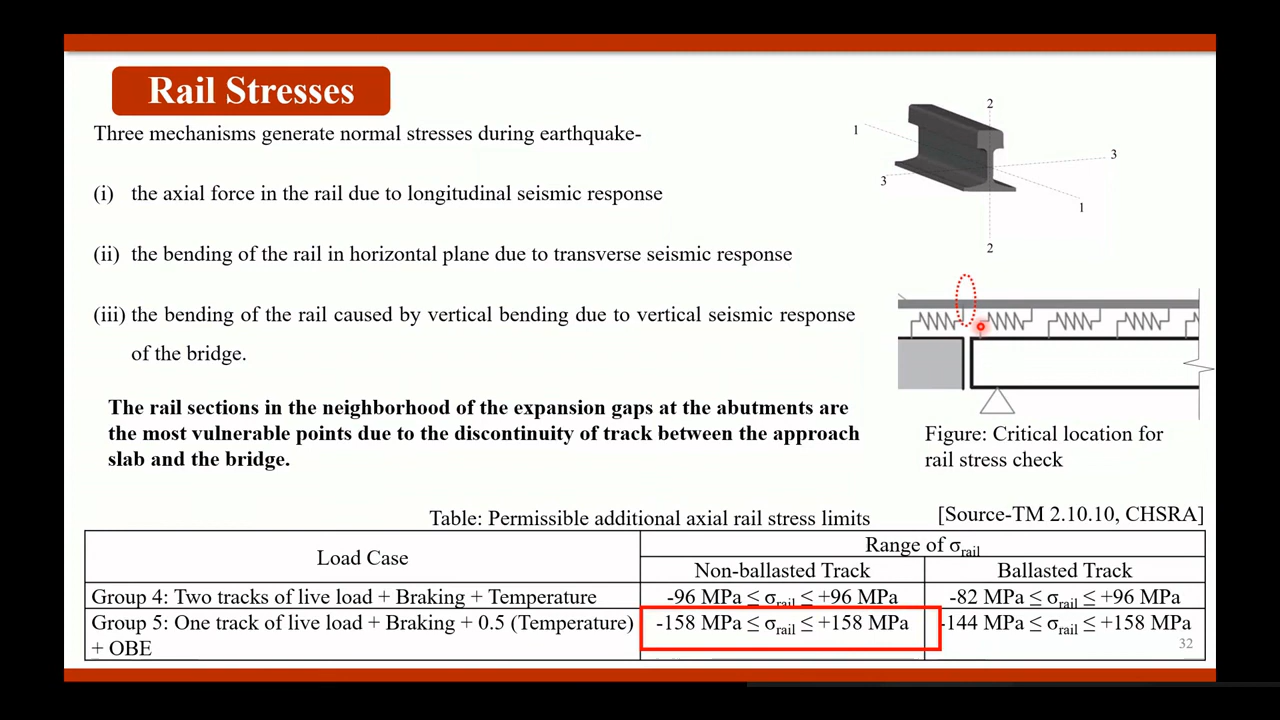 Rail Stresses
Three mechanisms generate normal stresses during earthquake-
(i) the axial force in the rail due to longitudinal seismic response
(ii) the bending of the rail in horizontal plane due to transverse seismic response
(iii) the bending of the rail caused by vertical bending due to vertical seismic response
of the bridge.
The rail sections in the neighborhood of the expansion gaps at the abutments are
the most vulnerable points due to the discontinuity of track between the approach
slab and the bridge.
2
1
3
3
1
2
Figure: Critical location for
rail stress check
Table: Permissible additional axial rail stress limits
[Source-TM 2.10.10, CHSRA]
Load Case
Range of σrail
Non-ballasted Track
Ballasted Track
Group 4: Two tracks of live load + Braking + Temperature
-96 MPa ≤ σrail ≤ +96 MPa
-82 MPa ≤ σrail ≤ +96 MPa
Group 5: One track of live load + Braking + 0.5 (Temperature)
+ OBE
-158 MPa ≤ σrail ≤ +158 MPa
-144 MPa ≤ σrail ≤ +158 MPa
32